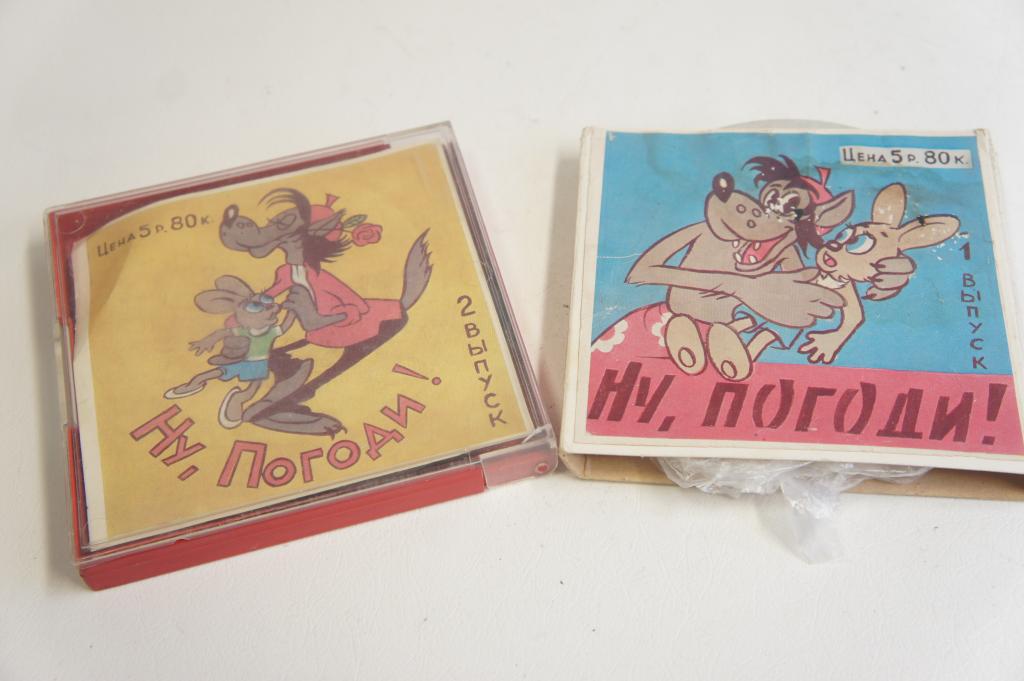 Цена 5 р. 80 к.
2 выпуск
Ну, Погоди!
Цена 5 р. 80 к.
1 выпуск
Ну, погоди!